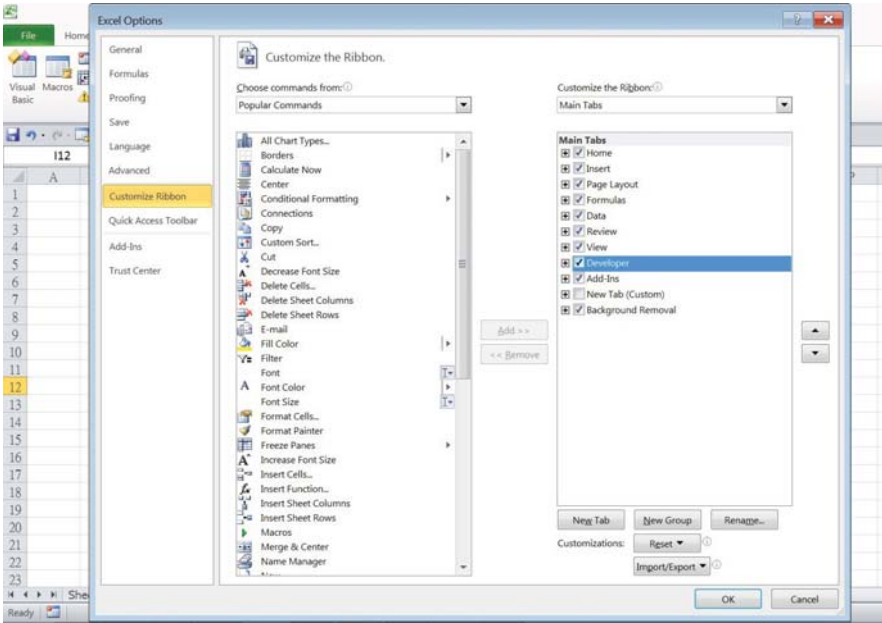 Excel Options
File
Home
Visual Basic
Macros
I12
A
1
2
3
4
5
6
7
8
9
10
11
12
13
14
15
16
17
18
19
20
21
22
23
Ready
General
Formulas
Proofing
Save
Language
Advanced
Customize Ribbon
Quick Access Toolbar
Add-Ins
Trust Center
Customize the Ribbon.
Choose commands from:
Popular Commands
All Chart Types...
Borders
Calculate Now
Center
Conditional Formatting
Connections
Copy
Custom Sort...
Cut
Decrease Font Size
Delete Cells...
Delete Sheet Columns
Delete Sheet Rows
E-mail
Fill Color
Filter
Font
Font Color
Font Size
Format Cells...
Format Painter
Freeze Panes
Increase Font Size
Insert Cells...
Insert Function...
Insert Sheet Columns
Insert Sheet Rows
Macros
Merge & Center
Name Manager
Add >>
<< Remove
Customize the Ribbon:
Main Tabs
Main Tabs
Home
Insert
Page Layout
Formulas
Data
Review
View
Developer
Add-Ins
New Tab (Custom)
Background Removal
New Tab
New Group
Rename...
Customizations:
Reset
Import/Export
OK
Cancel